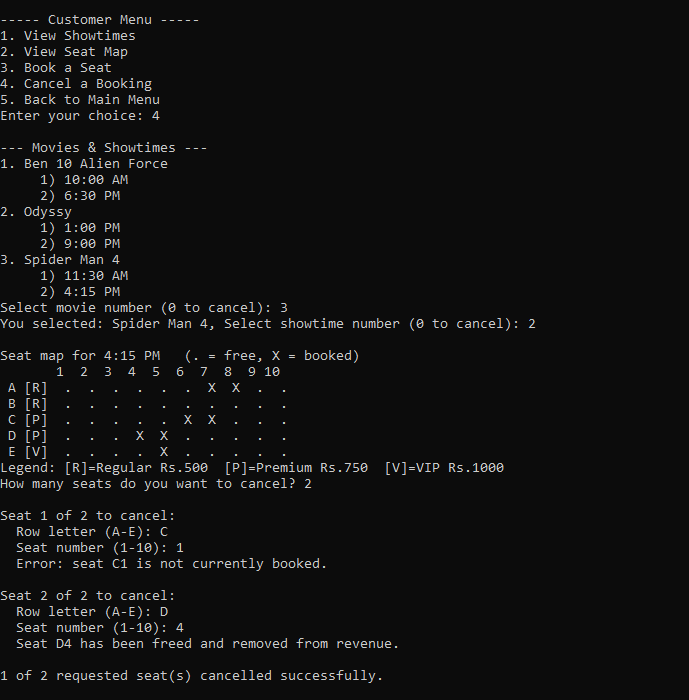 ----- Customer Menu -----
1. View Showtimes
2. View Seat Map
3. Book a Seat
4. Cancel a Booking
5. Back to Main Menu
Enter your choice: 4

--- Movies & Showtimes ---
1. Ben 10 Alien Force
     1) 10:00 AM
     2) 6:30 PM
2. Odyssy
     1) 1:00 PM
     2) 9:00 PM
3. Spider Man 4
     1) 11:30 AM
     2) 4:15 PM
Select movie number (0 to cancel): 3
You selected: Spider Man 4, Select showtime number (0 to cancel): 2

Seat map for 4:15 PM   (. = free, X = booked)
       1  2  3  4  5  6  7  8  9 10
 A [R]  .  .  .  .  .  .  X  X  .  .
 B [R]  .  .  .  .  .  .  .  .  .  .
 C [P]  .  .  .  .  .  X  X  .  .  .
 D [P]  .  .  .  X  X  .  .  .  .  .
 E [V]  .  .  .  .  X  .  .  .  .  .
Legend: [R]=Regular Rs.500  [P]=Premium Rs.750  [V]=VIP Rs.1000
How many seats do you want to cancel? 2

Seat 1 of 2 to cancel:
  Row letter (A-E): C
  Seat number (1-10): 1
  Error: seat C1 is not currently booked.

Seat 2 of 2 to cancel:
  Row letter (A-E): D
  Seat number (1-10): 4
  Seat D4 has been freed and removed from revenue.

1 of 2 requested seat(s) cancelled successfully.